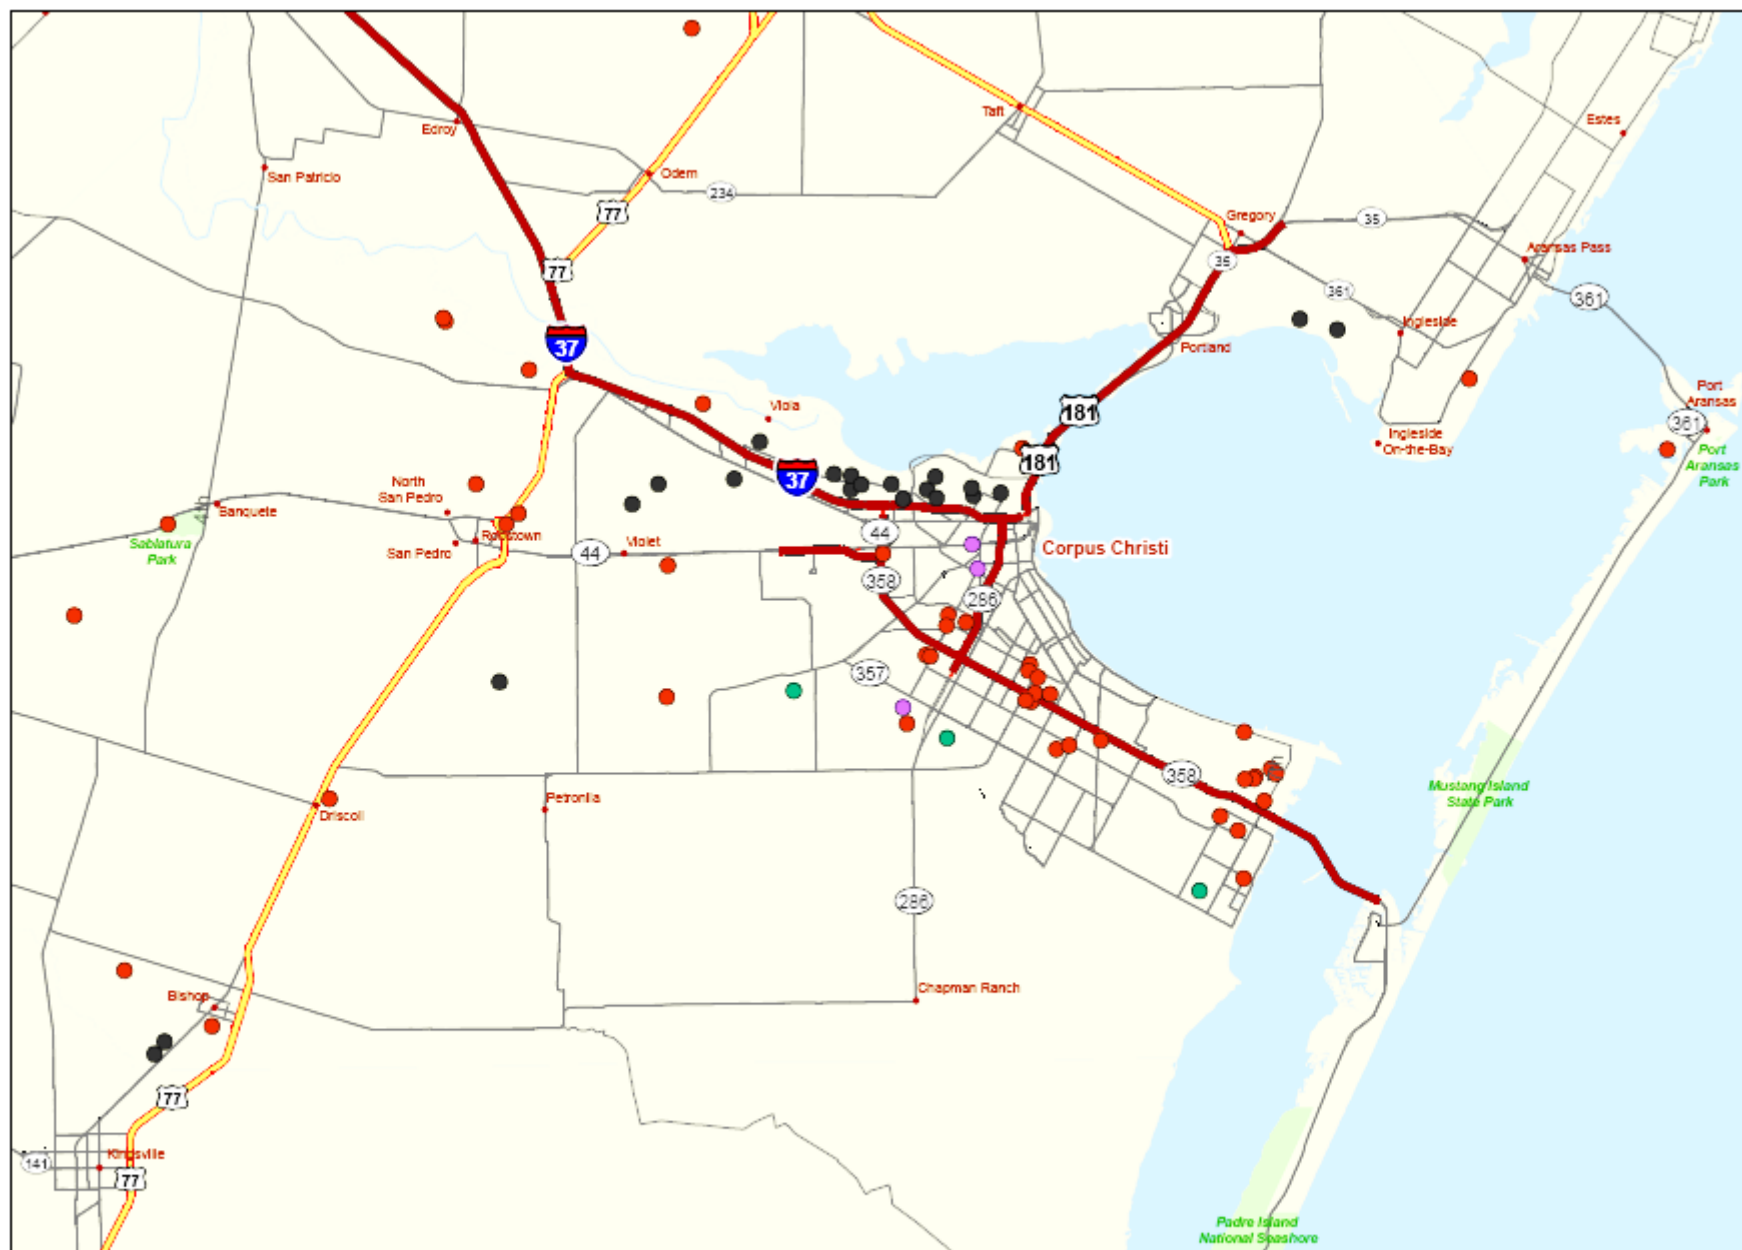 Taft
Estes
Edroy
San Patricio
Odem
234
77
Gregory
35
Aransas Pass
77
35
361
361
Ingleside
37
Portland
Port
Aransas
Viola
181
361
Ingleside
On-the-Bay
Port
Aransas
Park
181
37
North
San Pedro
Banquete
Robstown
44
Sablatura
Park
San Pedro
44
Violet
Corpus Christi
358
286
357
358
Mustang Island
State Park
Petronila
Driscoll
286
Bishop
Chapman Ranch
77
Kingsville
141
77
Padre Island
National Seashore